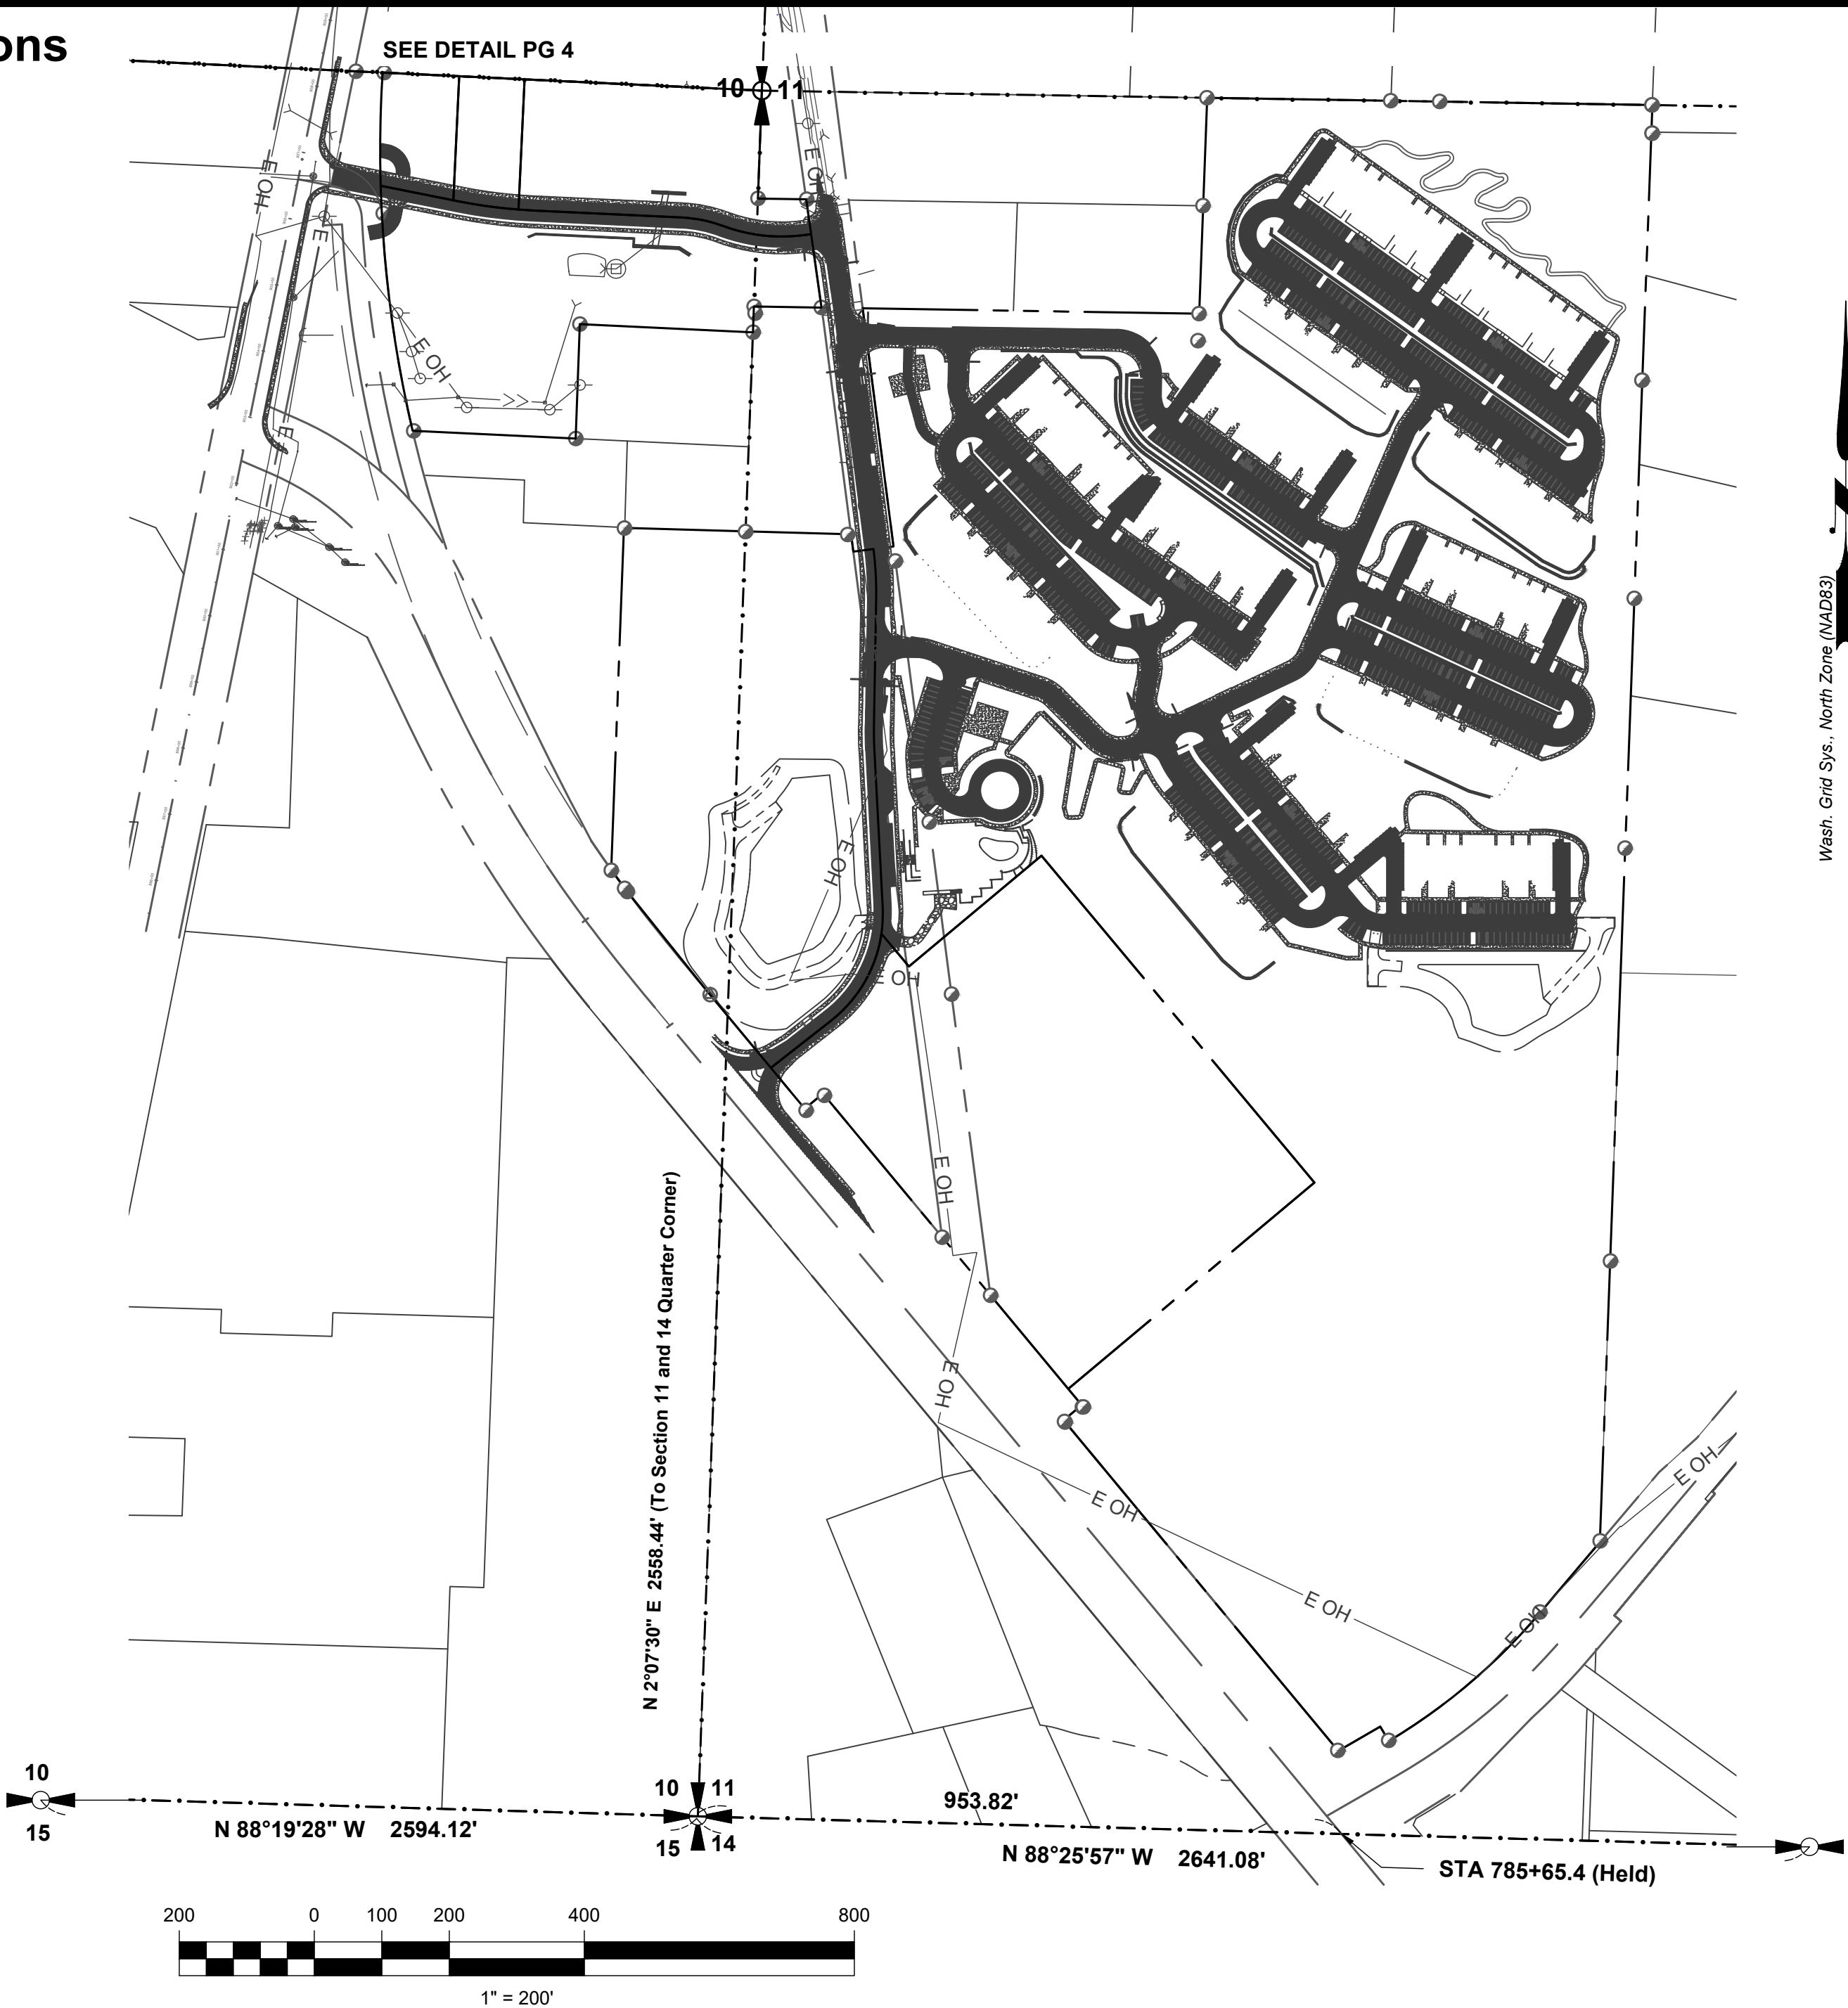 ons
SEE DETAIL PG 4
10 11
E OH
E OH
E
E
E OH
E OH
E OH
E OH
E OH
E OH
E OH
E OH
E OH
Wash. Grid Sys., North Zone (NAD83)
N 2°07'30" E 2558.44' (To Section 11 and 14 Quarter Corner)
10
15
10 11
15 14
N 88°19'28" W 2594.12'
953.82'
N 88°25'57" W 2641.08'
STA 785+65.4 (Held)
200 0 100 200 400 800
1" = 200'